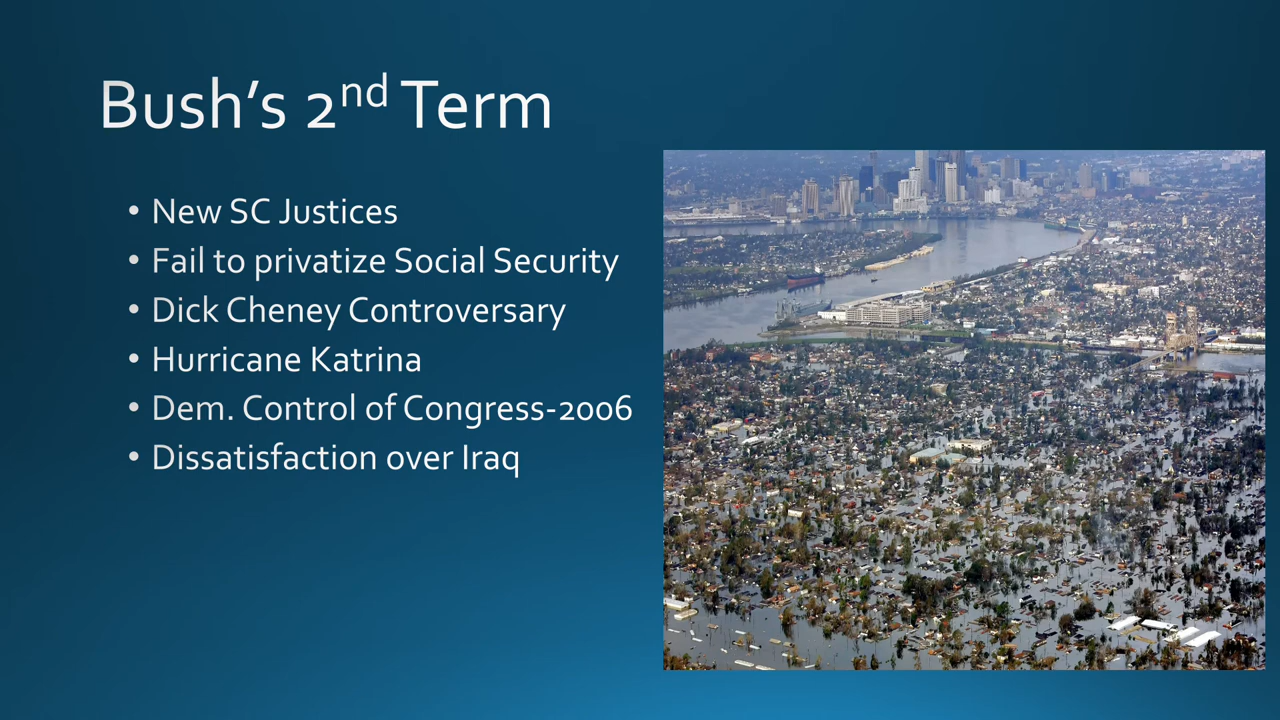 Bush's 2nd Term
• New SC Justices
• Fail to privatize Social Security
• Dick Cheney Controversary
• Hurricane Katrina
• Dem. Control of Congress-2006
• Dissatisfaction over Iraq